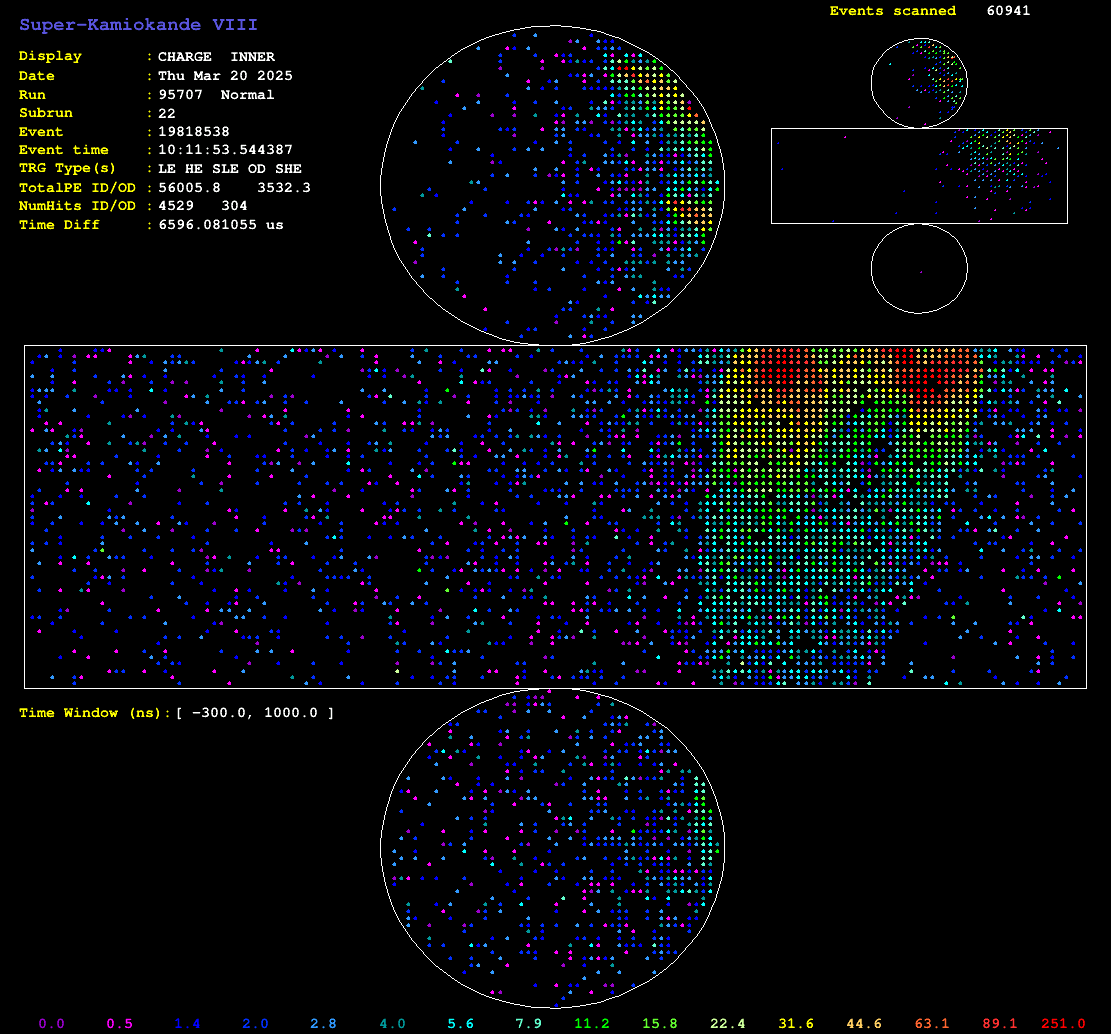 Super-Kamiokande VIII
Events scanned 60941
Display : CHARGE INNER
Date : Thu Mar 20 2025
Run : 95707 Normal
Subrun : 22
Event : 19818538
Event time : 10:11:53.544387
TRG Type(s) : LE HE SLE OD SHE
TotalPE ID/OD : 56005.8 3532.3
NumHits ID/OD : 4529 304
Time Diff : 6596.081055 us
Time Window (ns): [ -300.0, 1000.0 ]
0.0 0.5 1.4 2.0 2.8 4.0 5.6 7.9 11.2 15.8 22.4 31.6 44.6 63.1 89.1 251.0